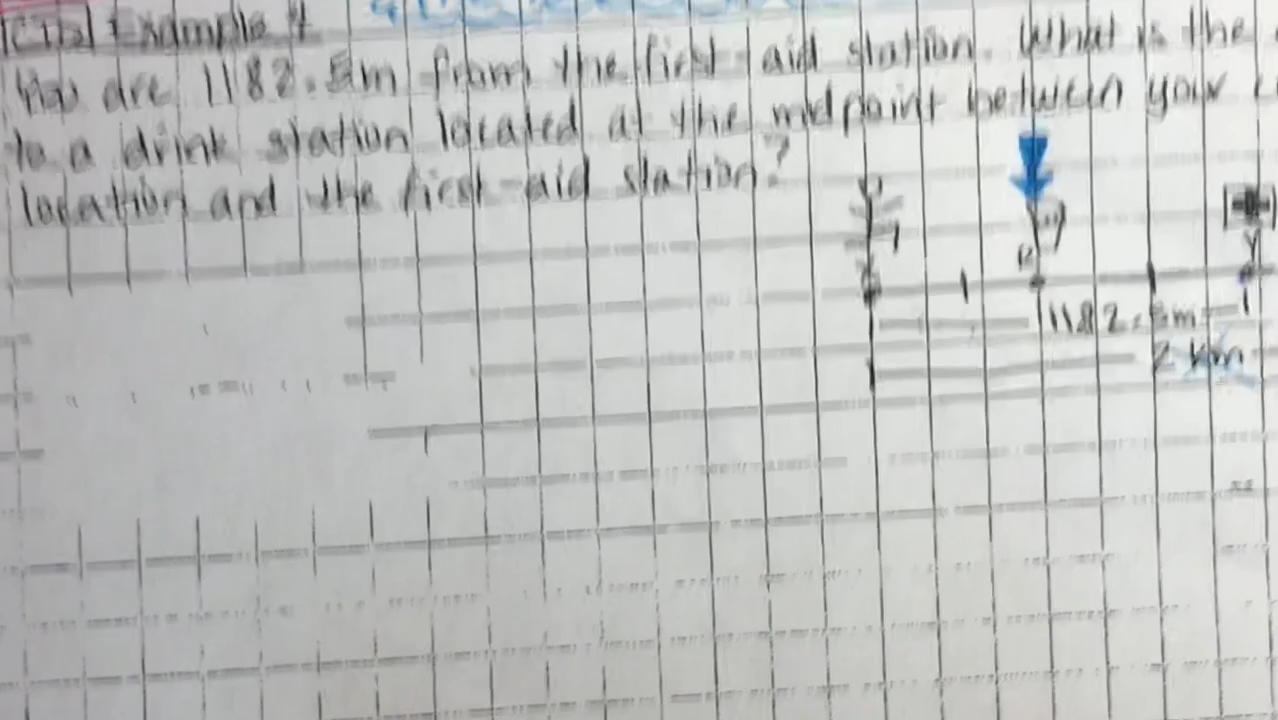 Example 4
You are 1182.5m from the first-aid station. What is the
to a drink station located at the midpoint between your
location and the first-aid station?
R
1182.5m
2 km